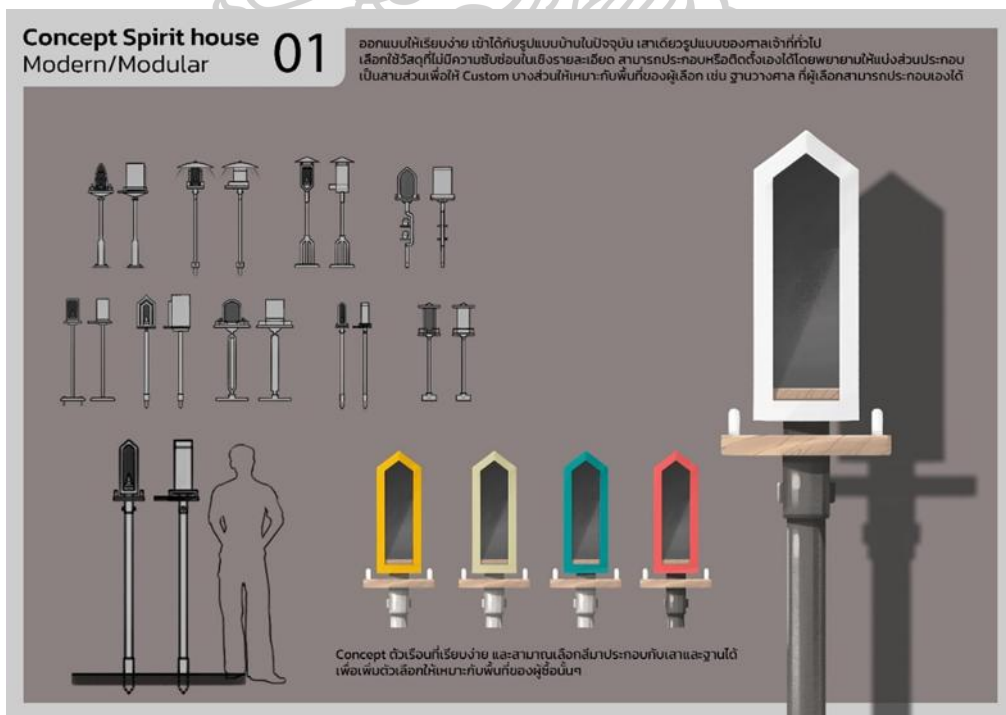 Concept Spirit house
Modern/Modular
01
ออกแบบให้เรียบง่าย เข้าได้กับรูปแบบบ้านในปัจจุบัน เสาเดียวรูปแบบของศาลเจ้าที่ทั่วไป
เลือกใช้วัสดุที่ไม่มีความซับซ่อนในเชิงรายละเอียด สามารถประกอบหรือติดตั้งเองได้โดยพยายามให้แบ่งส่วนประกอบ
เป็นสามส่วนเพื่อให้ Custom บางส่วนให้เหมาะกับพื้นที่ของผู้เลือก เช่น ฐานวางศาล ที่ผู้เลือกสามารถประกอบเองได้
Concept ตัวเรือนที่เรียบง่าย และสามาถเลือกสีมาประกอบกับเสาและฐานได้
เพื่อเพิ่มตัวเลือกให้เหมาะกับพื้นที่ของผู้ซื้อนั้นๆ